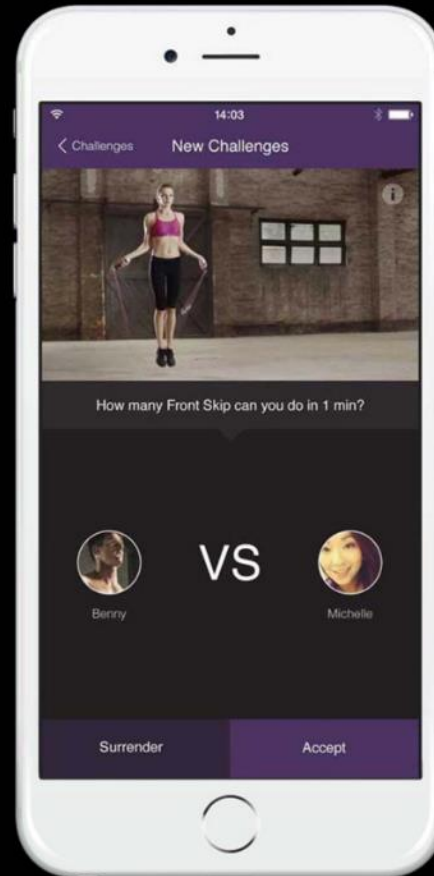 14:03
Challenges New Challenges
How many Front Skip can you do in 1 min?
VS
Benny Michelle
Surrender Accept